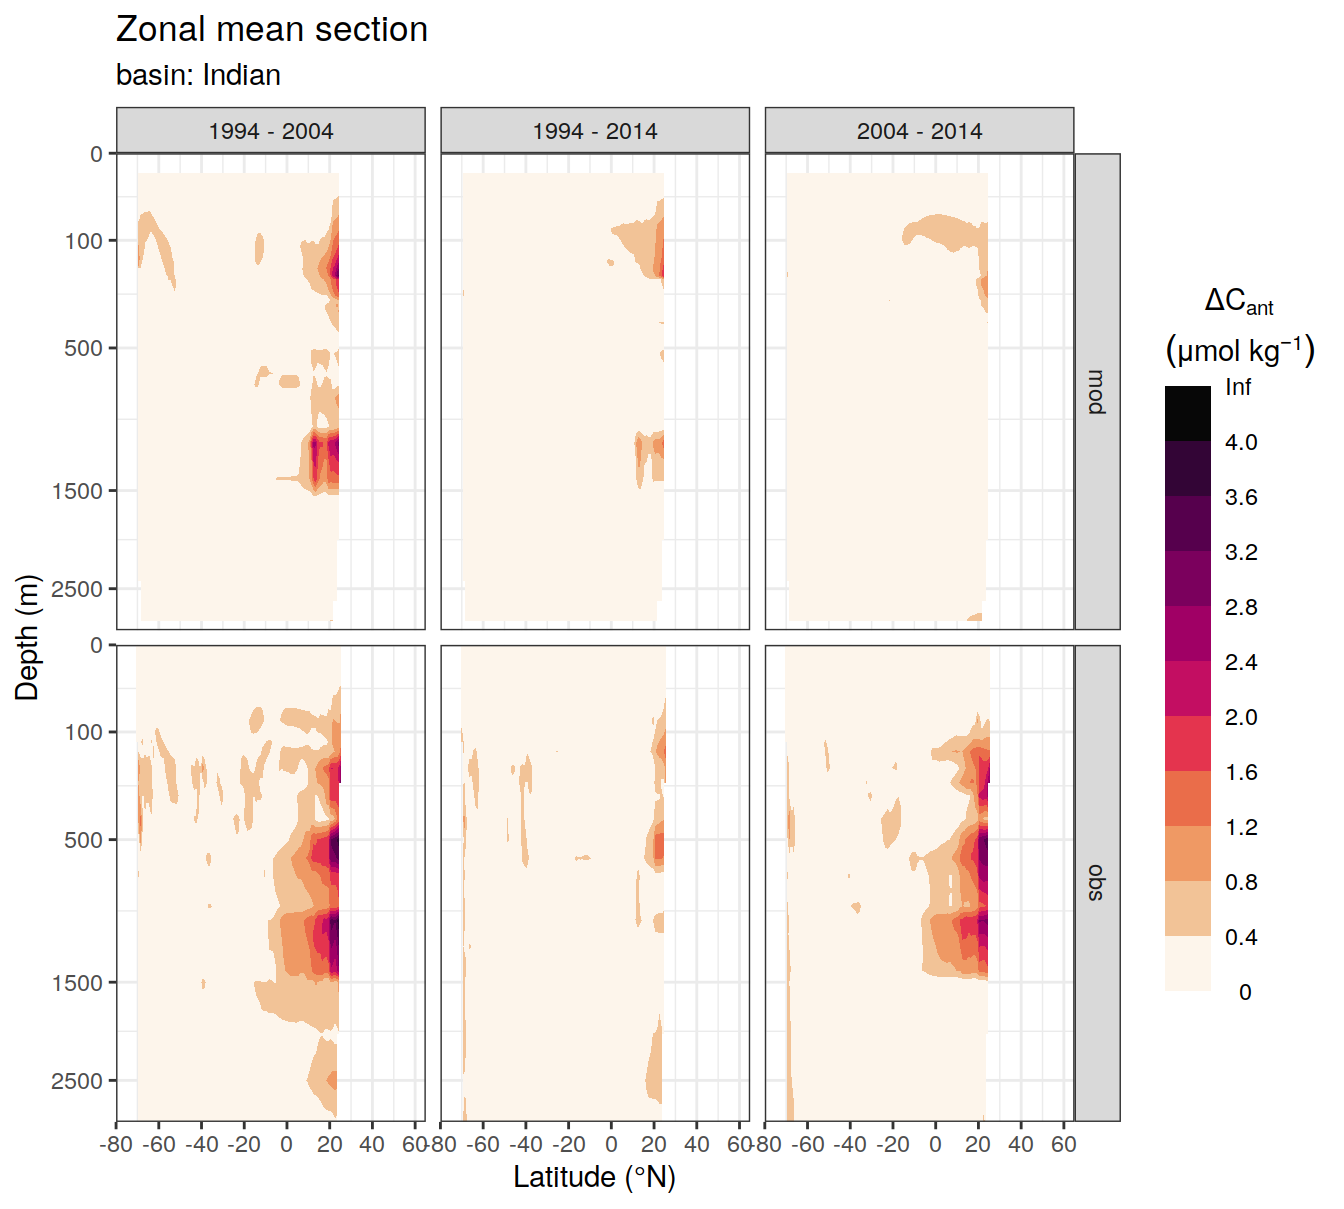 Zonal mean section
basin: Indian
1994 - 2004
1994 - 2014
2004 - 2014
0
100
500
1500
2500
mod
0
100
500
1500
2500
obs
Depth (m)
-80 -60 -40 -20 0 20 40 60
-80 -60 -40 -20 0 20 40 60
-80 -60 -40 -20 0 20 40 60
Latitude (°N)
ΔCant
(μmol kg⁻¹)
Inf
4.0
3.6
3.2
2.8
2.4
2.0
1.6
1.2
0.8
0.4
0